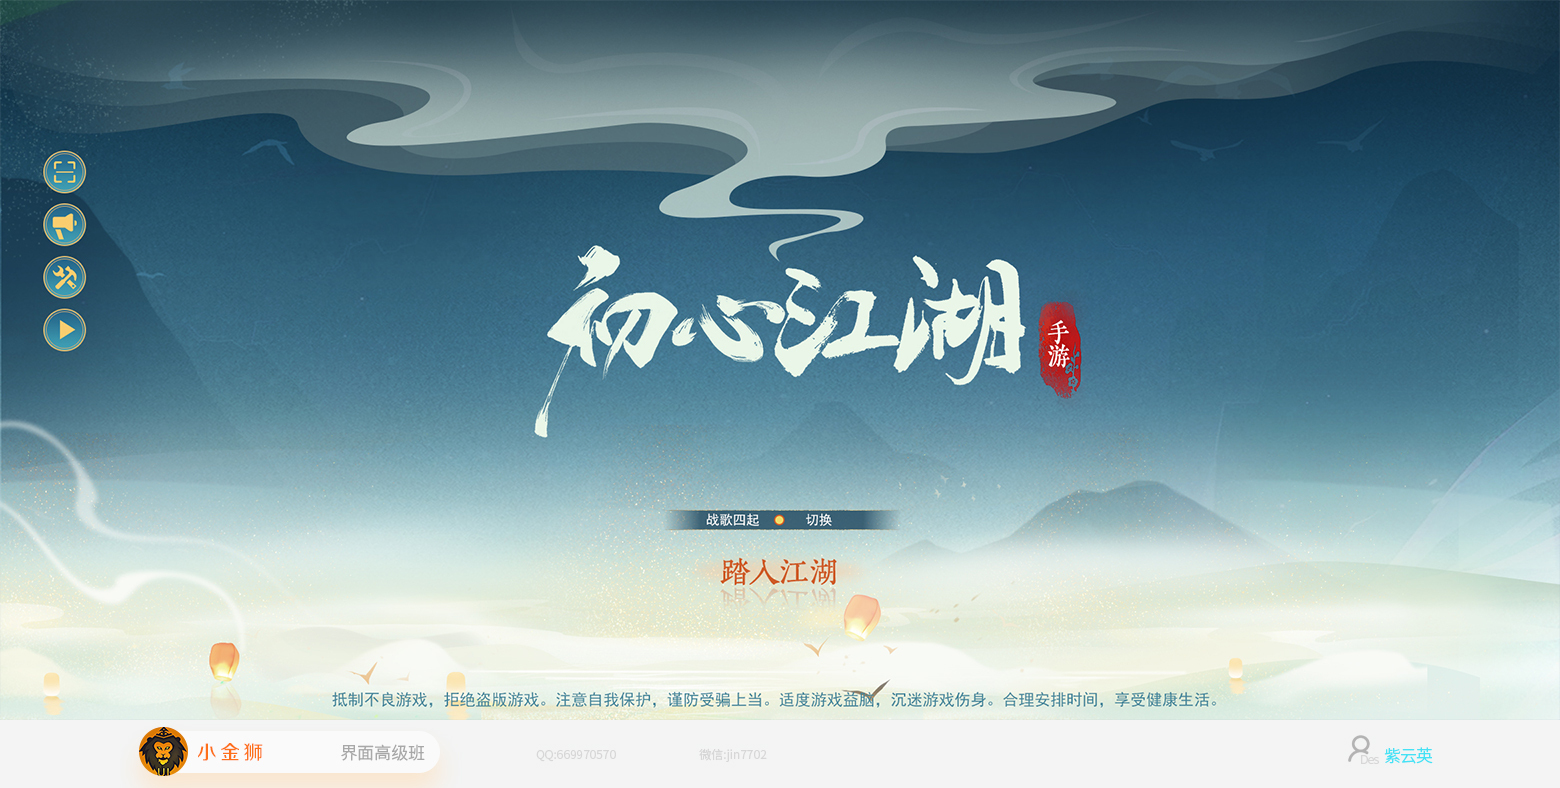 初心江湖
手游
战歌四起 切换
踏入江湖
抵制不良游戏，拒绝盗版游戏。注意自我保护，谨防受骗上当。适度游戏益脑，沉迷游戏伤身。合理安排时间，享受健康生活。
小金狮 界面高级班 QQ:669970570 微信:jin7702 Des 紫云英